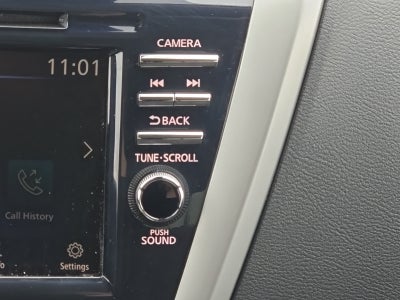 CAMERA
11:01
BACK
TUNE·SCROLL
Call History
PUSH
SOUND
Settings